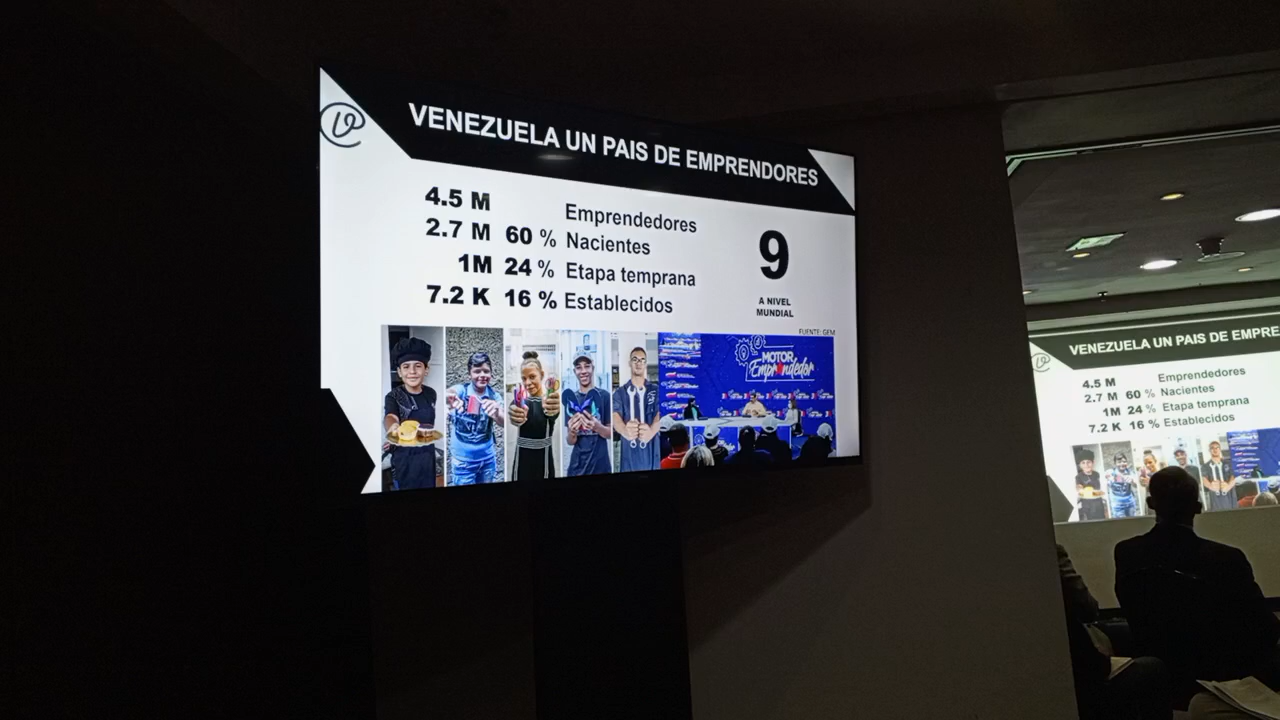 VENEZUELA UN PAIS DE EMPRENDORES
4.5 M Emprendedores
2.7 M 60 % Nacientes
1M 24 % Etapa temprana
7.2 K 16 % Establecidos
9
A NIVEL
MUNDIAL
FUENTE: GEM
MOTOR
Emprendedor
VENEZUELA UN PAIS DE EMPRE
4.5 M Emprendedores
2.7 M 60 % Nacientes
1M 24 % Etapa temprana
7.2 K 16 % Establecidos